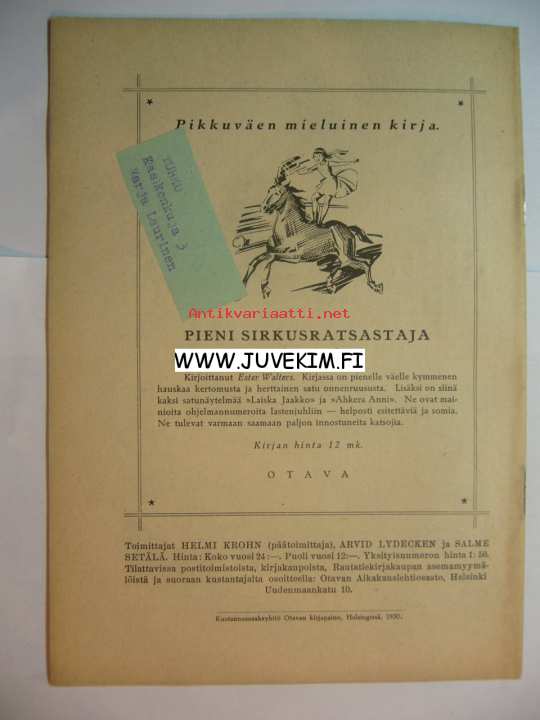 Pikkuväen mieluinen kirja.
Kasikonkuja 3
Varja Laurinen
Antikvariaatti.net
PIENI SIRKUSRATSASTAJA
WWW.JUVEKIM.FI
Kirjoittanut Ester Walters. Kirjassa on pienelle väelle kymmenen
hauskaa kertomusta ja herttainen satu onnenruusусta. Lisäksi on siinä
kaksi satunäytelmää »Laiska Jaakko» ja »Ahkera Anni». Ne ovat mai-
nioita ohjelmannumeroita lastenjuhliin — helposti esitettäviä ja somia.
Ne tulevat varmaan saamaan paljon innostuneita katsojia.
Kirjan hinta 12 mk.
OTAVA
Toimittajat HELMI KROHN (päätoimittaja), ARVID LYDECKEN ja SALME
SETÄLÄ. Hinta: Koko vuosi 24:—. Puoli vuosi 12:—. Yksityisnumeron hinta 1: 50.
Tilattavissa postitoimistoista, kirjakaupoista, Rautatiekirjakaupan asemamyymä-
löistä ja suoraan kustantajalta osoitteella: Otavan Aikakauslehtiosasto, Helsinki
Uudenmaankatu 10.
Kustannusosakeyhtiö Otavan kirjapaino, Helsingissä, 1930.